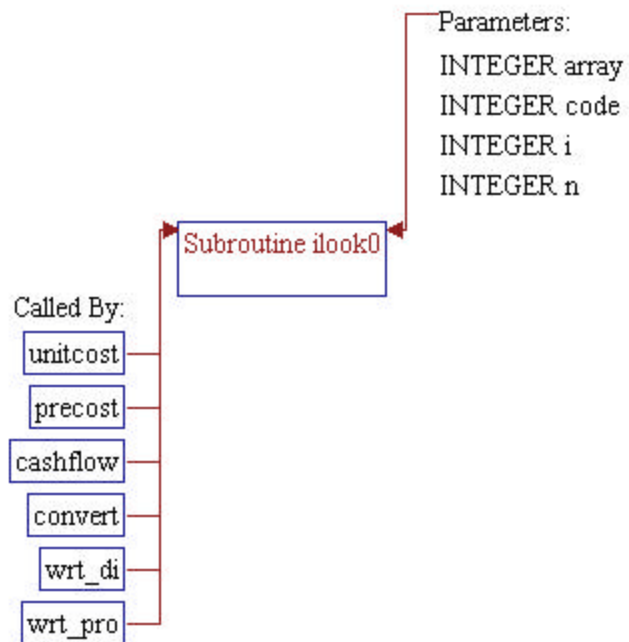 Parameters:
INTEGER array
INTEGER code
INTEGER i
INTEGER n
Subroutine ilook0
Called By:
unitcost
precost
cashflow
convert
wrt_di
wrt_pro